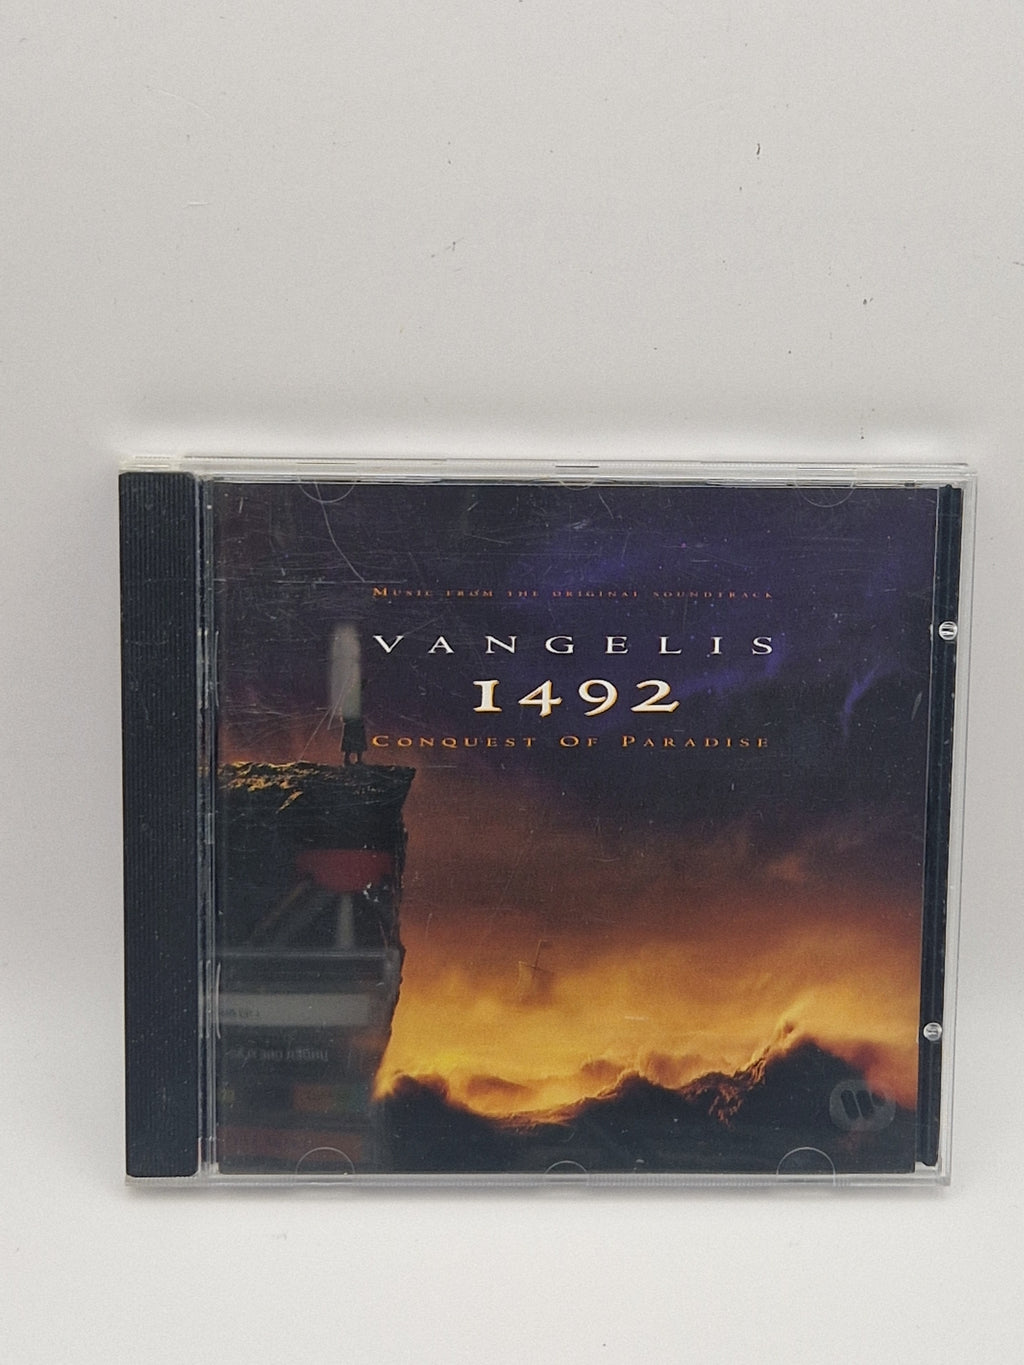 MUSIC FROM THE ORIGINAL SOUNDTRACK
VANGELIS
1492
CONQUEST OF PARADISE